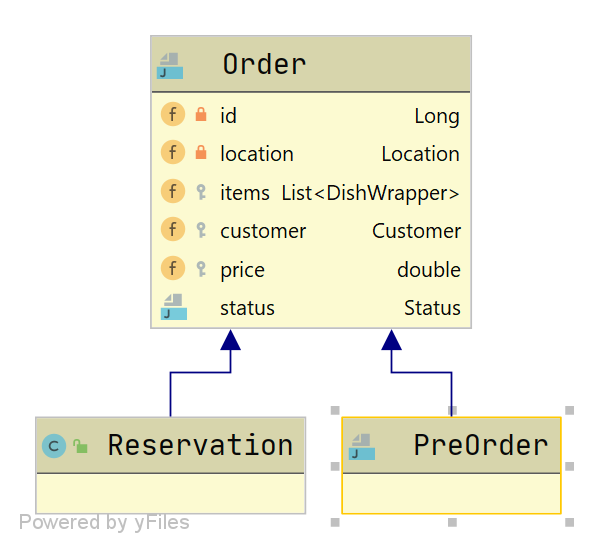 Order
id Long
location Location
items List<DishWrapper>
customer Customer
price double
status Status
Reservation PreOrder
Powered by yFiles